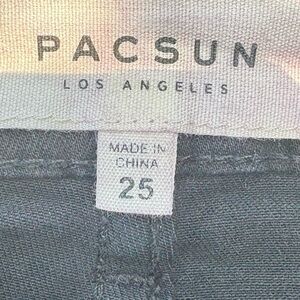 PACSUN
LOS ANGELES
MADE IN
CHINA
25